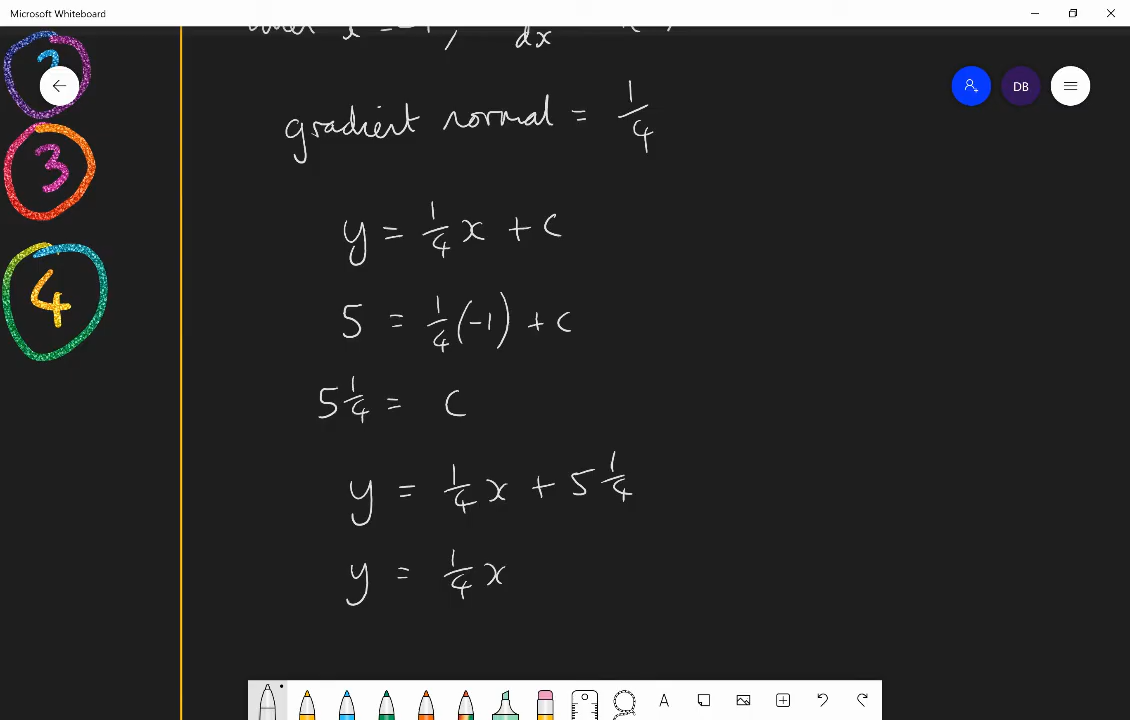 Microsoft Whiteboard
dx
DB
gradient normal = 1/4
3
y = 1/4 x + c
5 = 1/4 (-1) + c
4
5 1/4 = c
y = 1/4 x + 5 1/4
y = 1/4 x
A